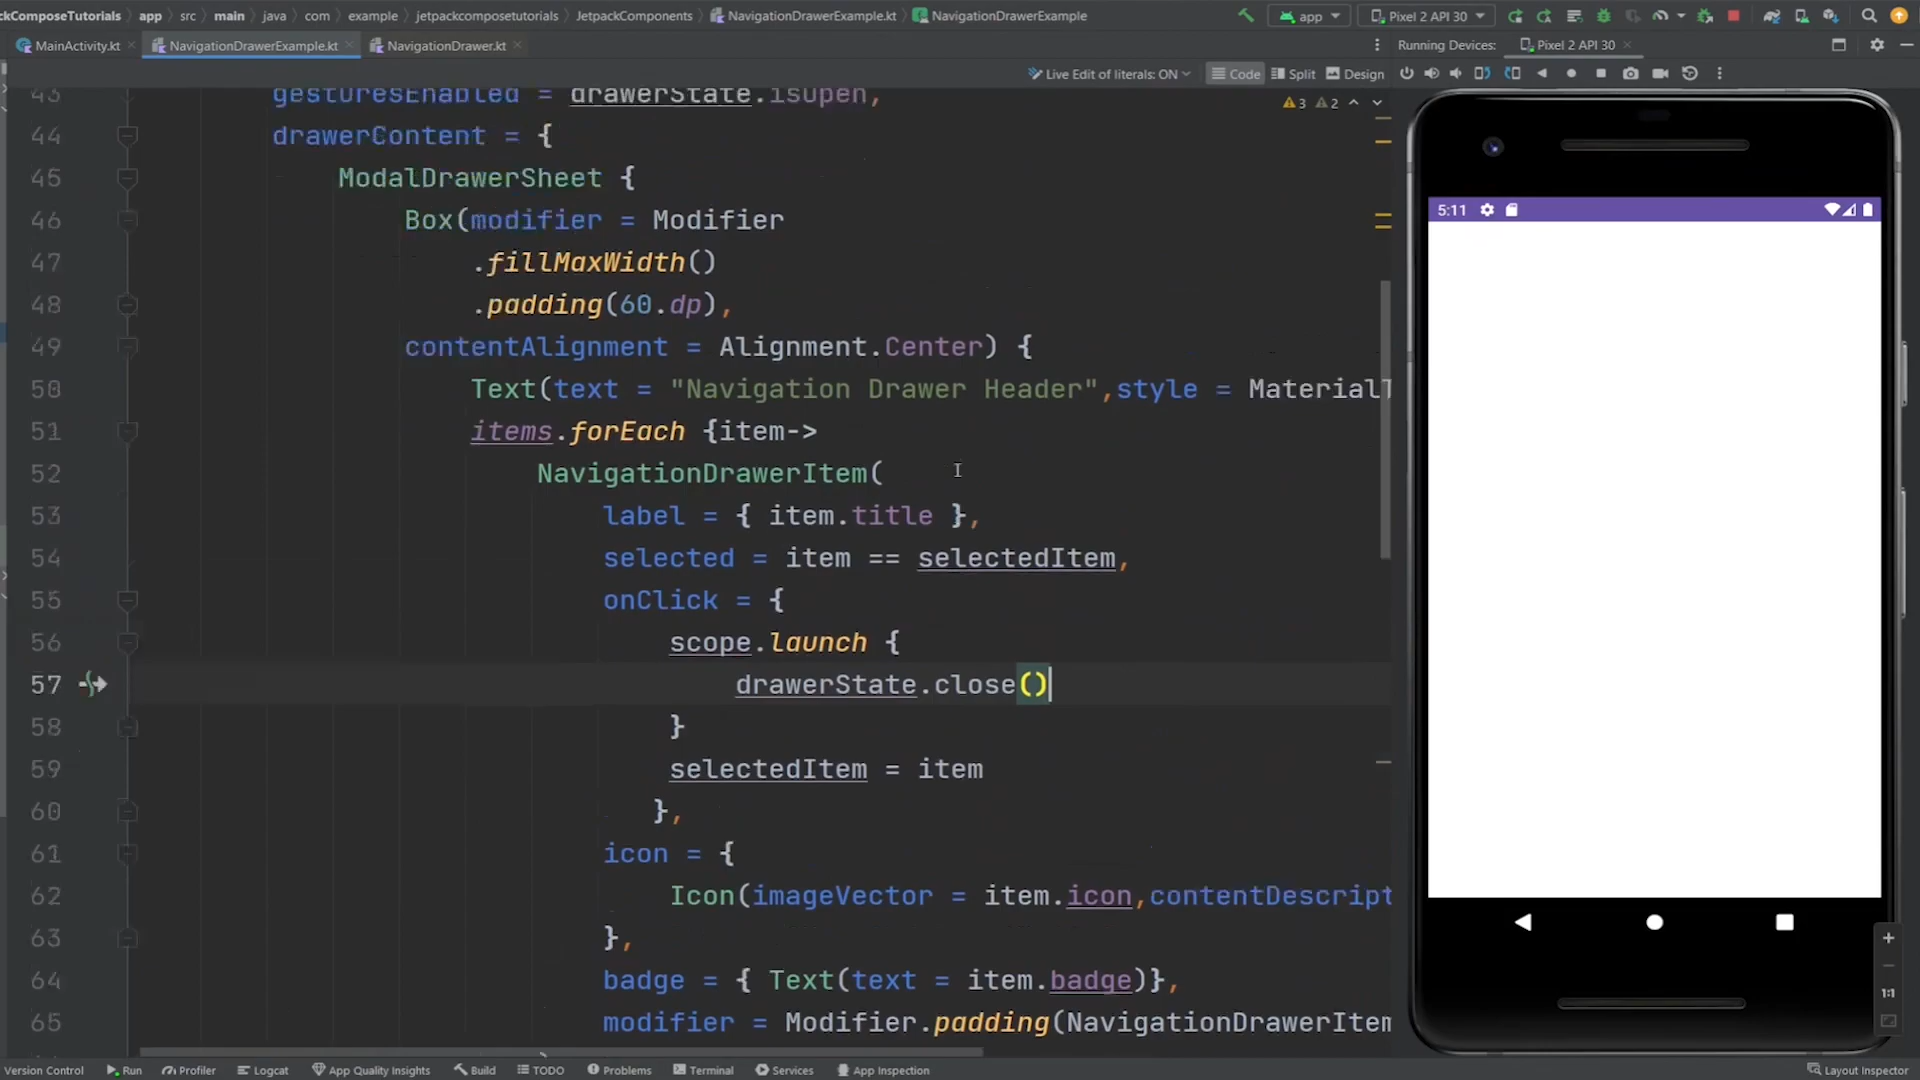 ckComposeTutorials app src main java com example jetpackcomposetutorials JetpackComponents NavigationDrawerExample.kt NavigationDrawerExample app Pixel 2 API 30
MainActivity.kt NavigationDrawerExample.kt NavigationDrawer.kt Running Devices: Pixel 2 API 30
Live Edit of literals: ON Code Split Design
3 2
43 gesturesEnabled = drawerState.isOpen,
44 drawerContent = {
45 ModalDrawerSheet {
46 Box(modifier = Modifier
47 .fillMaxWidth()
48 .padding(60.dp),
49 contentAlignment = Alignment.Center) {
50 Text(text = "Navigation Drawer Header",style = Material
51 items.forEach {item->
52 NavigationDrawerItem(
53 label = { item.title },
54 selected = item == selectedItem,
55 onClick = {
56 scope.launch {
57 drawerState.close()
58 }
59 selectedItem = item
60 },
61 icon = {
62 Icon(imageVector = item.icon,contentDescript
63 },
64 badge = { Text(text = item.badge)},
65 modifier = Modifier.padding(NavigationDrawerItem
5:11
1:1
Version Control Run Profiler Logcat App Quality Insights Build TODO Problems Terminal Services App Inspection Layout Inspector